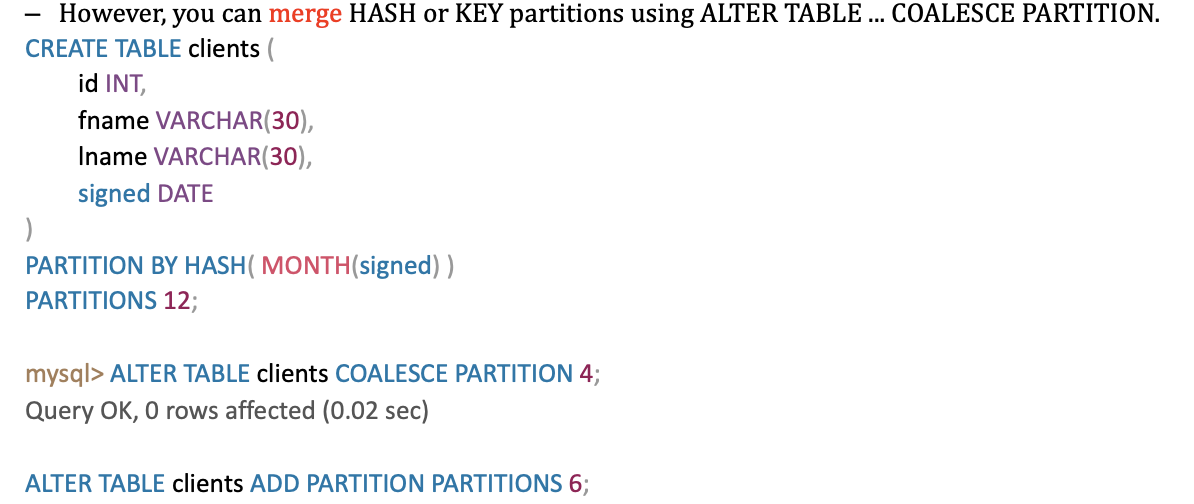 – However, you can merge HASH or KEY partitions using ALTER TABLE ... COALESCE PARTITION.
CREATE TABLE clients (
id INT,
fname VARCHAR(30),
lname VARCHAR(30),
signed DATE
)
PARTITION BY HASH( MONTH(signed) )
PARTITIONS 12;
mysql> ALTER TABLE clients COALESCE PARTITION 4;
Query OK, 0 rows affected (0.02 sec)
ALTER TABLE clients ADD PARTITION PARTITIONS 6;